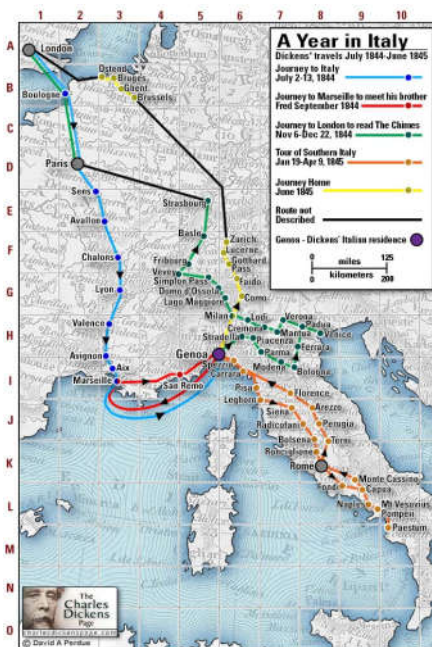 1 2 3 4 5 6 7 8 9 10
A
B
C
D
E
F
G
H
I
J
K
L
M
N
O
A Year in Italy
Dickens' travels July 1844-June 1845
Journey to Italy
July 2-13, 1844
Journey to Marseille to meet his brother
Fred September 1844
Journey to London to read The Chimes
Nov 6-Dec 22, 1844
Tour of Southern Italy
Jan 19-Apr 9, 1845
Journey Home
June 1845
Route not
Described
Genoa - Dickens' Italian residence
0 miles 125
0 kilometers 200
London
Ostend
Bruges
Ghent
Brussels
Boulogne
Paris
Sens
Avallon
Chalons
Lyon
Valence
Avignon
Aix
Marseille
Strasbourg
Basle
Fribourg
Vevey
Simplon Pass
Domo d'Ossola
Lago Maggiore
Zurich
Lucerne
Gotthard
Pass
Faido
Como
Milan
Lodi
Verona
Padua
Venice
Cremona
Mantua
Stradella
Piacenza
Ferrara
Parma
Modena
Bologna
Genoa
San Remo
Spezzia
Carrara
Pisa
Leghorn
Florence
Siena
Arezzo
Radicofani
Perugia
Bolsena
Terni
Ronciglione
Rome
Monte Cassino
Fondi
Capua
Naples
Mt Vesuvius
Pompeii
Paestum
The
Charles
Dickens
Page
charlesdickenspage.com
© David A Perdue